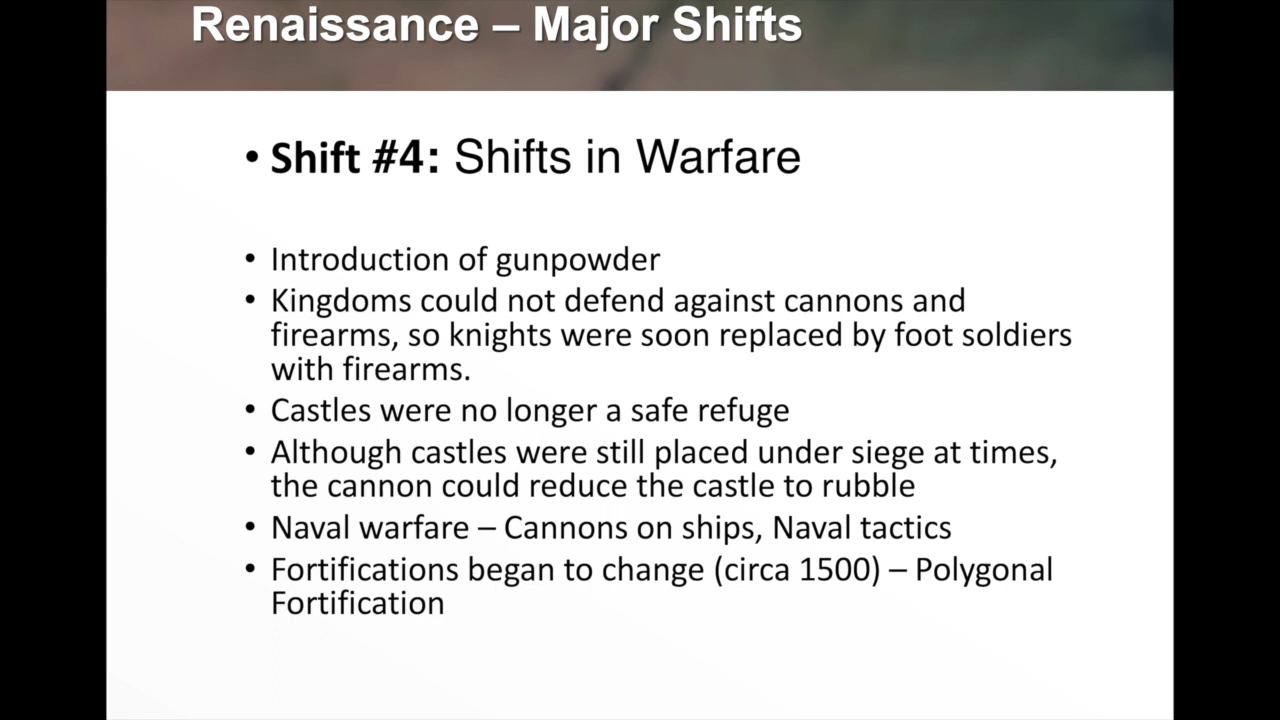 Renaissance – Major Shifts
• Shift #4: Shifts in Warfare
• Introduction of gunpowder
• Kingdoms could not defend against cannons and
firearms, so knights were soon replaced by foot soldiers
with firearms.
• Castles were no longer a safe refuge
• Although castles were still placed under siege at times,
the cannon could reduce the castle to rubble
• Naval warfare – Cannons on ships, Naval tactics
• Fortifications began to change (circa 1500) – Polygonal
Fortification